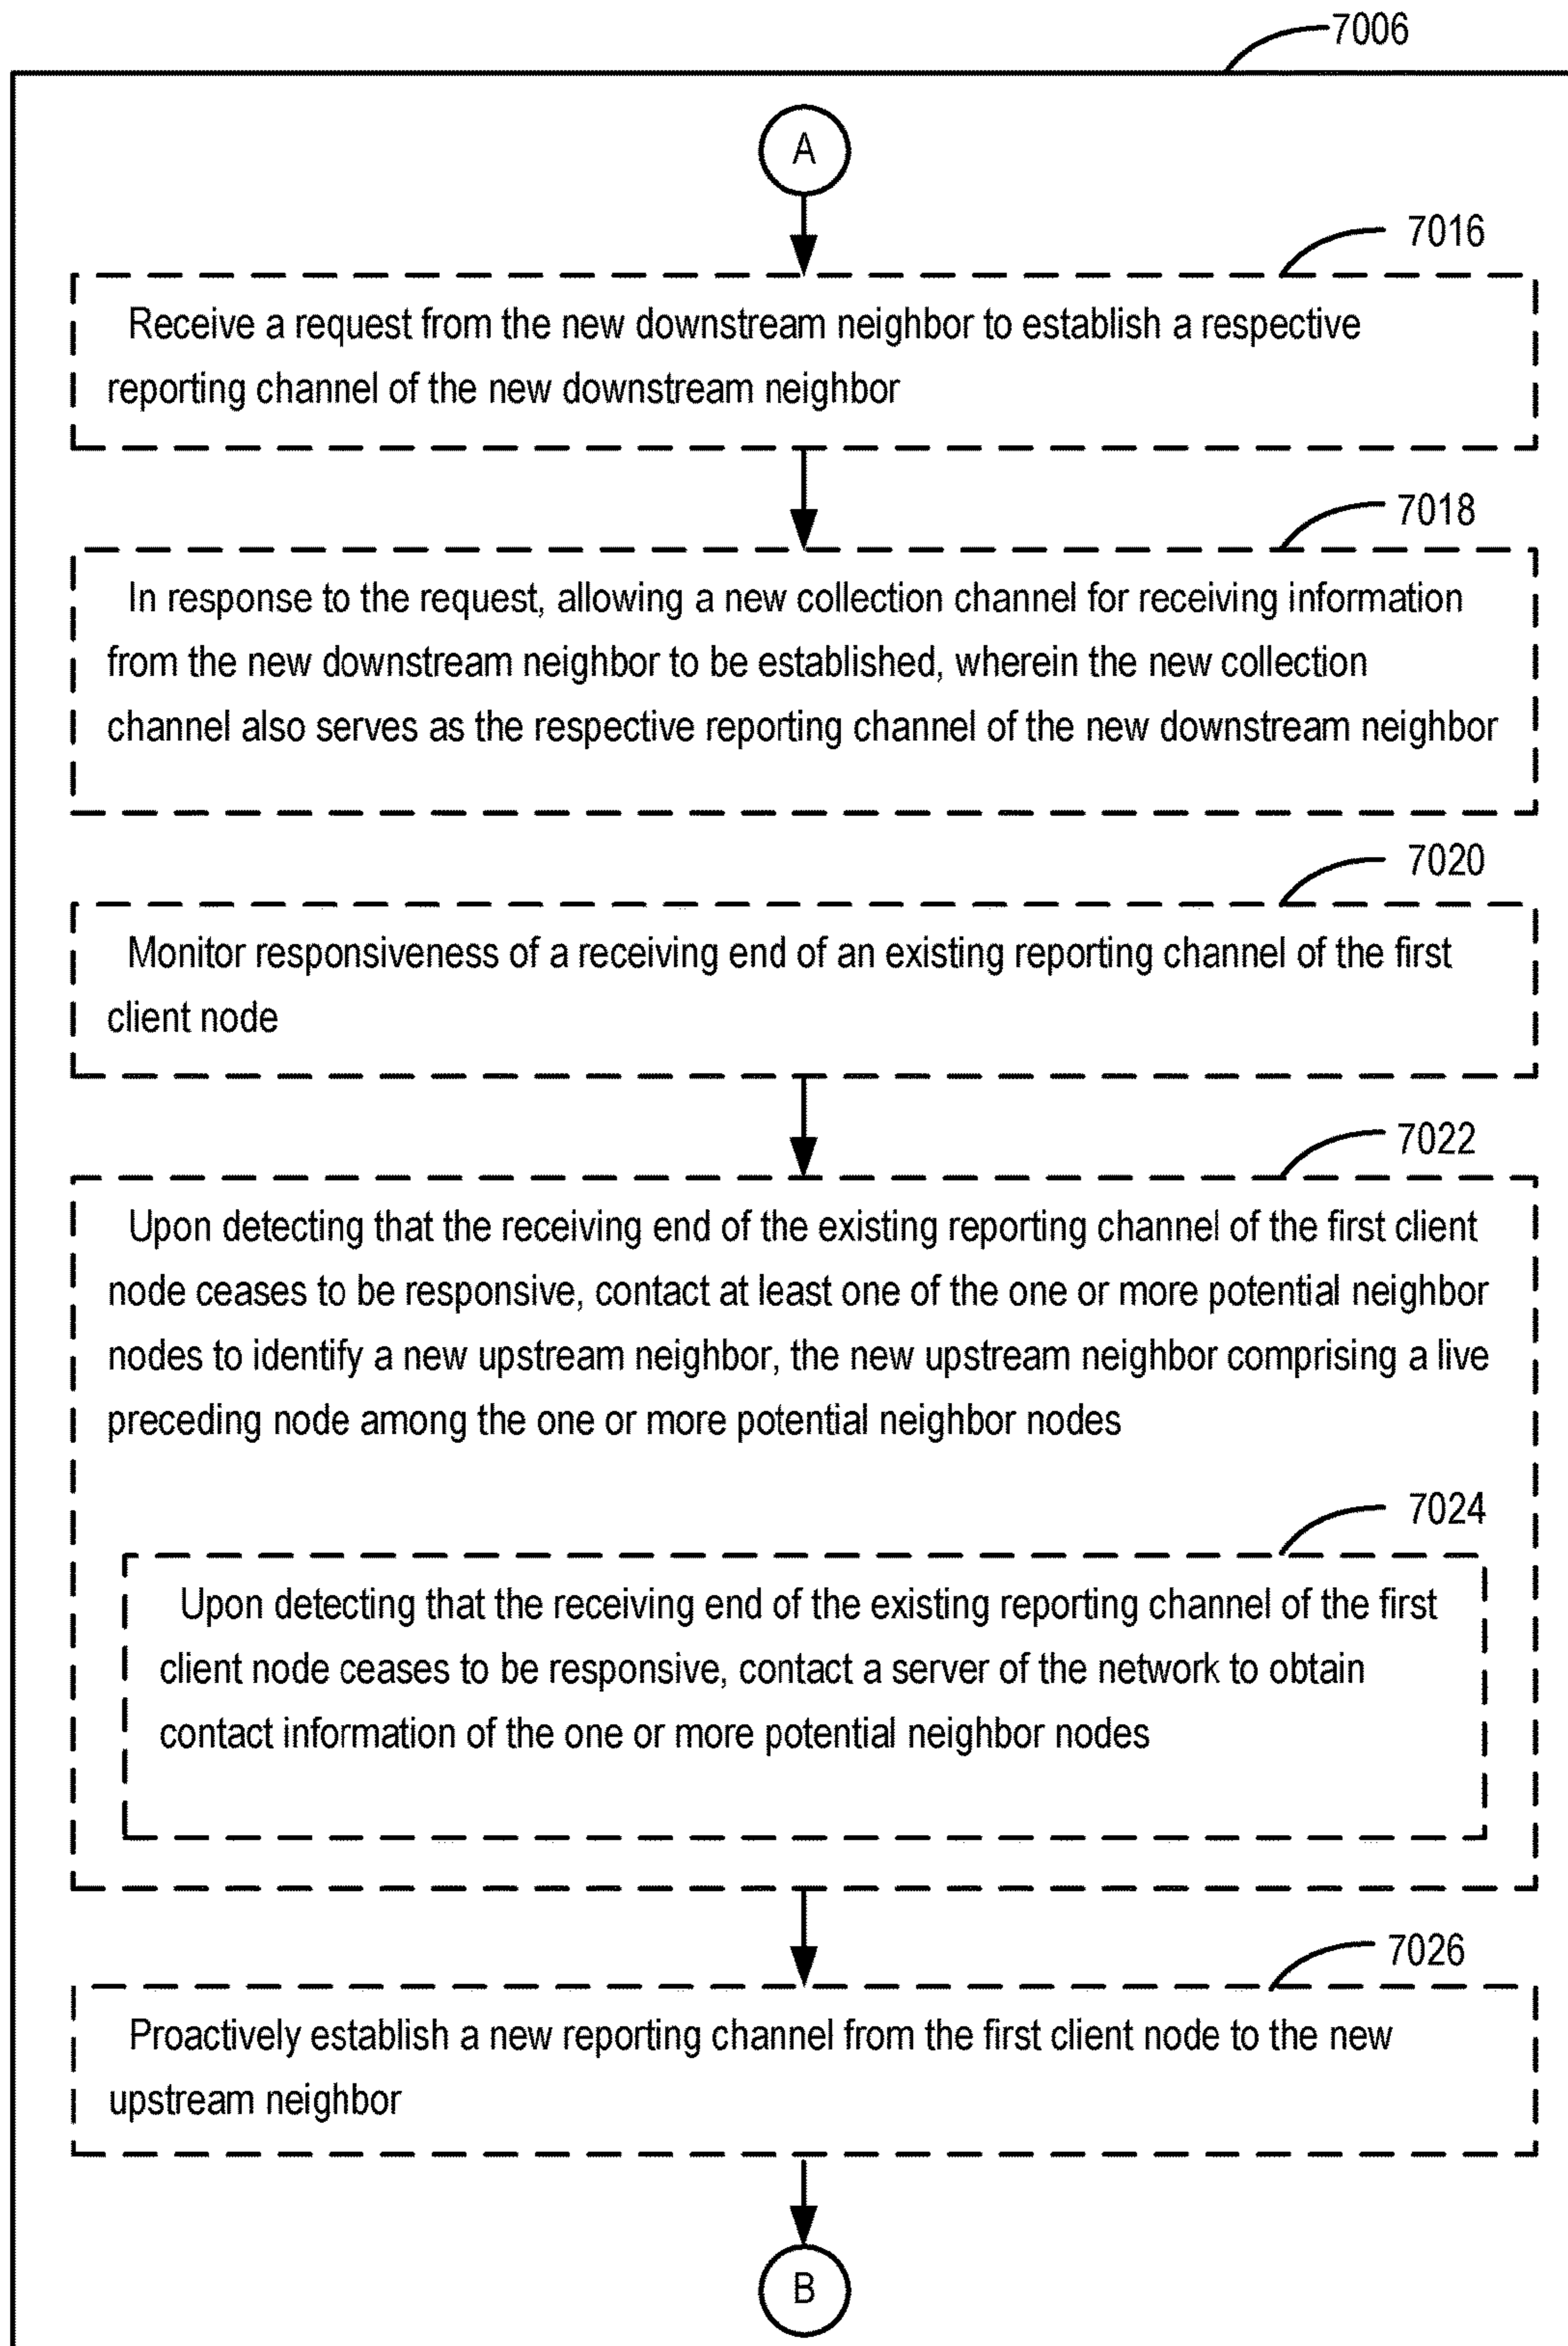 7006
A
7016
Receive a request from the new downstream neighbor to establish a respective
reporting channel of the new downstream neighbor
7018
In response to the request, allowing a new collection channel for receiving information
from the new downstream neighbor to be established, wherein the new collection
channel also serves as the respective reporting channel of the new downstream neighbor
7020
Monitor responsiveness of a receiving end of an existing reporting channel of the first
client node
7022
Upon detecting that the receiving end of the existing reporting channel of the first client
node ceases to be responsive, contact at least one of the one or more potential neighbor
nodes to identify a new upstream neighbor, the new upstream neighbor comprising a live
preceding node among the one or more potential neighbor nodes
7024
Upon detecting that the receiving end of the existing reporting channel of the first
client node ceases to be responsive, contact a server of the network to obtain
contact information of the one or more potential neighbor nodes
7026
Proactively establish a new reporting channel from the first client node to the new
upstream neighbor
B